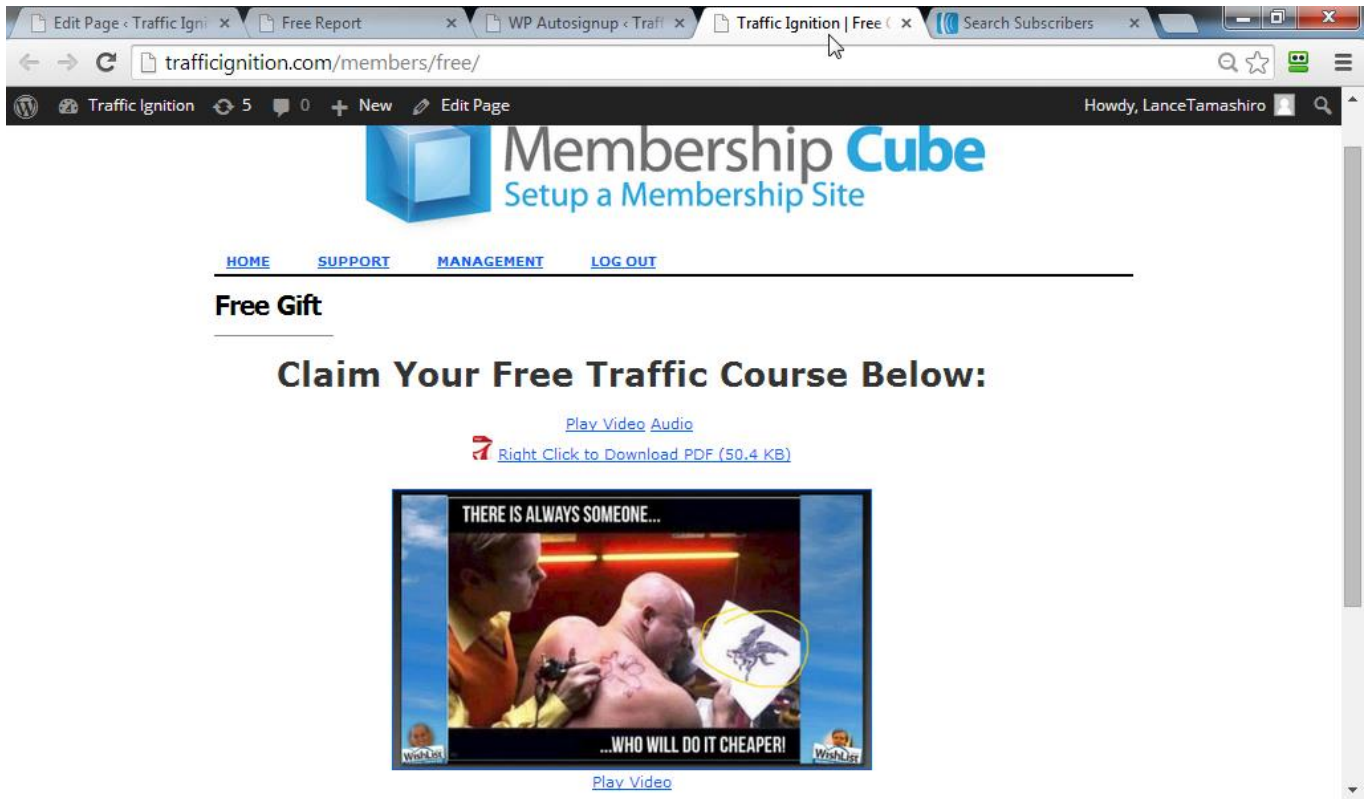 Edit Page ‹ Traffic Igni
Free Report
WP Autosignup ‹ Traff
Traffic Ignition | Free
Search Subscribers
trafficignition.com/members/free/
Traffic Ignition 5 0 + New Edit Page Howdy, LanceTamashiro
Membership Cube
Setup a Membership Site
HOME SUPPORT MANAGEMENT LOG OUT
Free Gift
Claim Your Free Traffic Course Below:
Play Video Audio
Right Click to Download PDF (50.4 KB)
THERE IS ALWAYS SOMEONE...
...WHO WILL DO IT CHEAPER!
WishList
WishList
Play Video